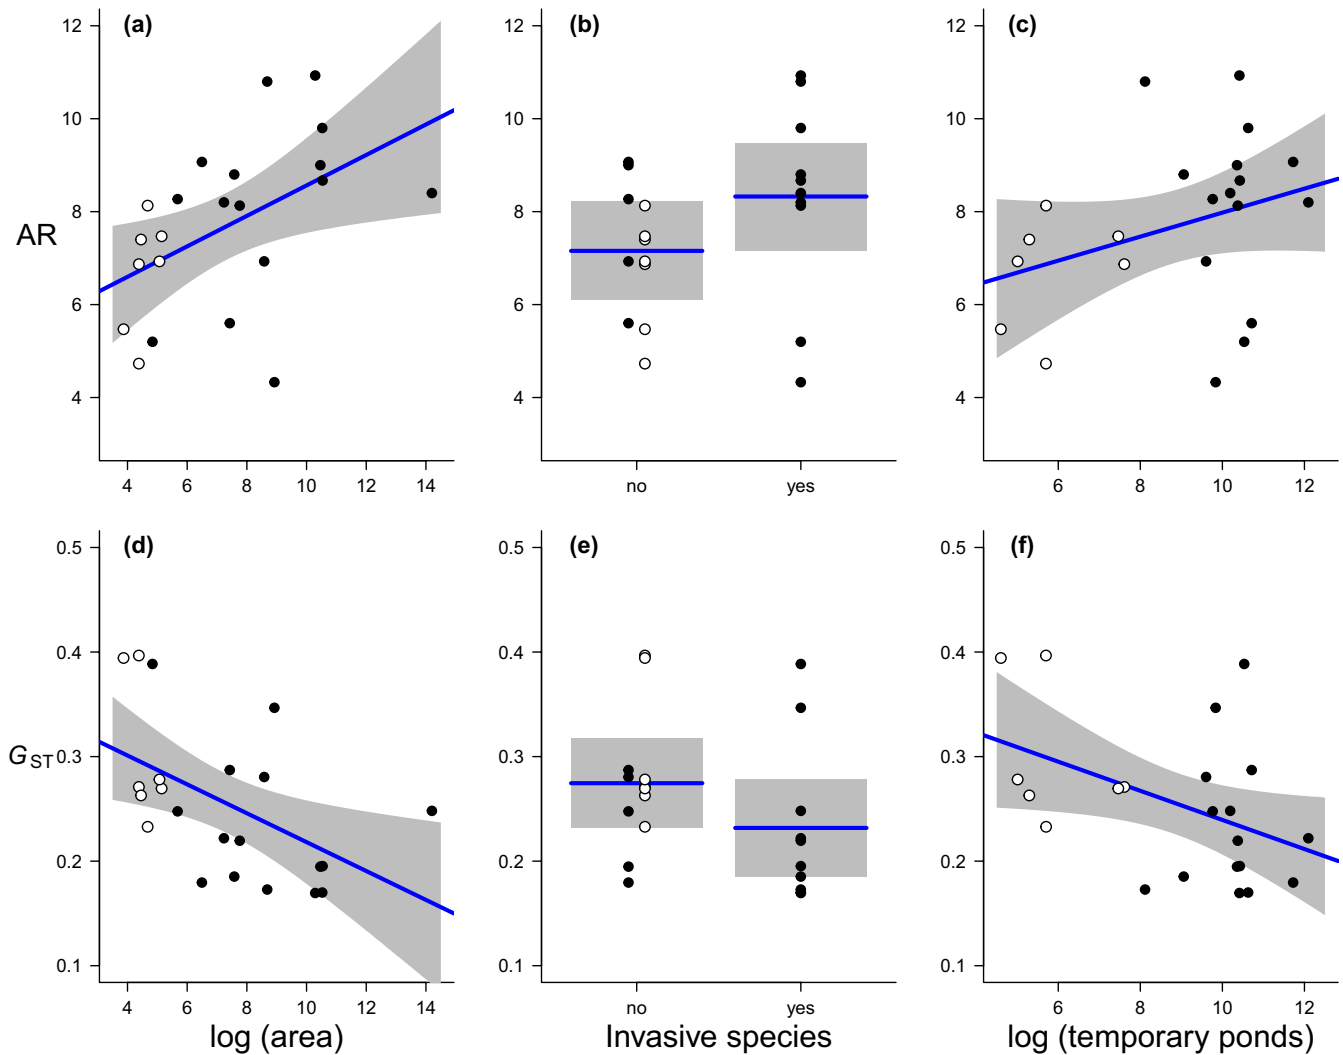 (a) (b) (c)
12 12 12
10 10 10
8 8 8
AR
6 6 6
4 4 4
4 6 8 10 12 14 no yes 6 8 10 12
(d) (e) (f)
0.5 0.5 0.5
0.4 0.4 0.4
GST 0.3 0.3 0.3
0.2 0.2 0.2
0.1 0.1 0.1
4 6 8 10 12 14 no yes 6 8 10 12
log (area) Invasive species log (temporary ponds)